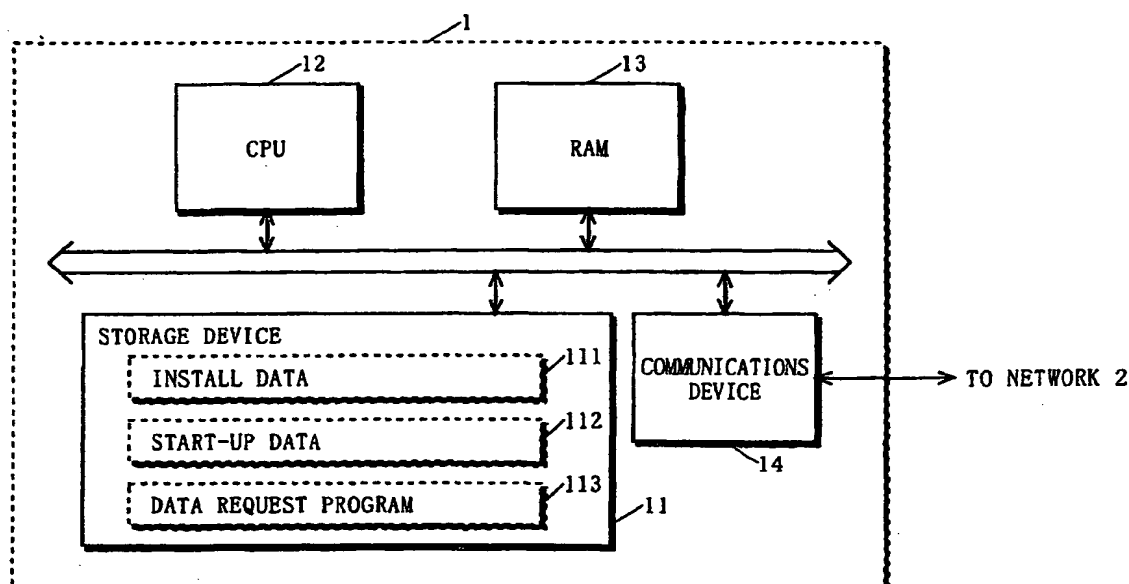 1
12
13
CPU
RAM
STORAGE DEVICE
INSTALL DATA
111
START-UP DATA
112
DATA REQUEST PROGRAM
113
11
COMMUNICATIONS
DEVICE
14
TO NETWORK 2